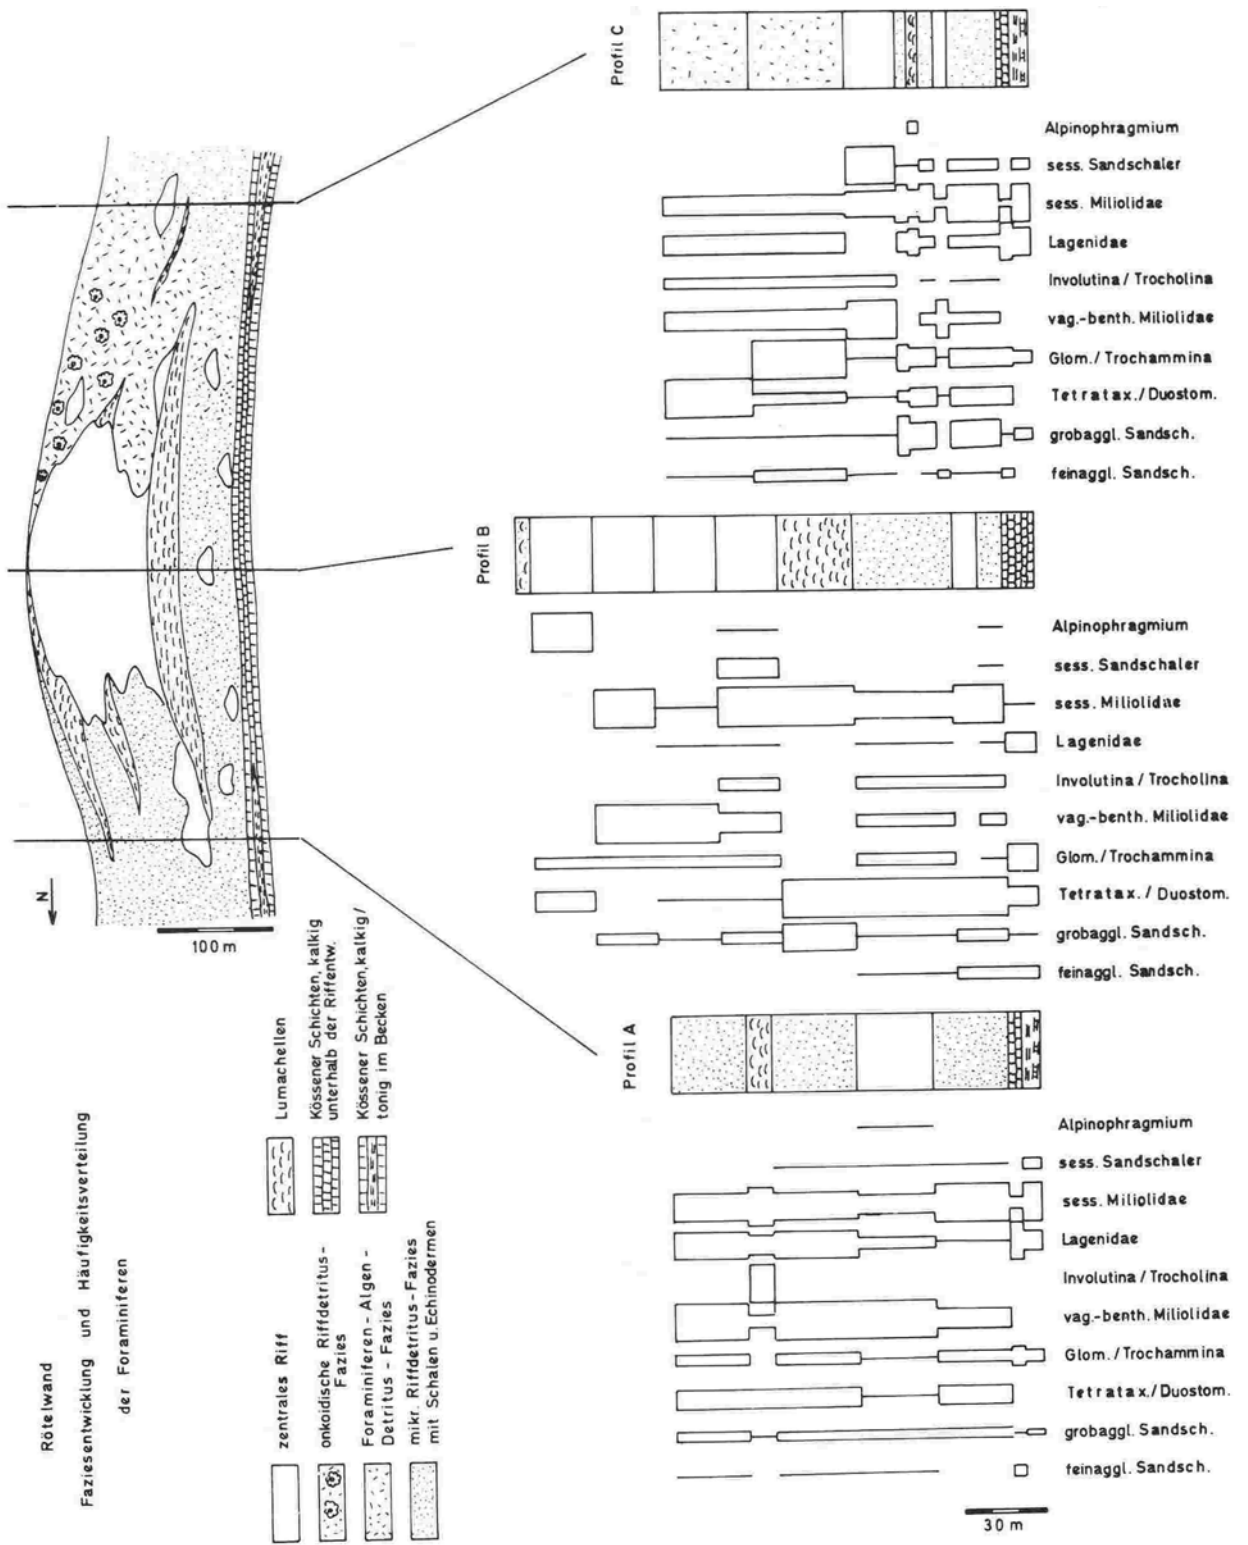 Rötelwand
Faziesentwicklung und Häufigkeitsverteilung
der Foraminiferen
zentrales Riff
onkoidische Riffdetritus-
Fazies
Foraminiferen-Algen-
Detritus-Fazies
mikr. Riffdetritus-Fazies
mit Schalen u. Echinodermen
Lumachellen
Kössener Schichten, kalkig
unterhalb der Riffentw.
Kössener Schichten, kalkig/
tonig im Becken
N
100 m
Profil C
Alpinophragmium
sess. Sandschaler
sess. Miliolidae
Lagenidae
Involutina/Trocholina
vag.-benth. Miliolidae
Glom./Trochammina
Tetratax./Duostom.
grobaggl. Sandsch.
feinaggl. Sandsch.
Profil B
Alpinophragmium
sess. Sandschaler
sess. Miliolidae
Lagenidae
Involutina/Trocholina
vag.-benth. Miliolidae
Glom./Trochammina
Tetratax./Duostom.
grobaggl. Sandsch.
feinaggl. Sandsch.
Profil A
Alpinophragmium
sess. Sandschaler
sess. Miliolidae
Lagenidae
Involutina/Trocholina
vag.-benth. Miliolidae
Glom./Trochammina
Tetratax./Duostom.
grobaggl. Sandsch.
feinaggl. Sandsch.
30 m